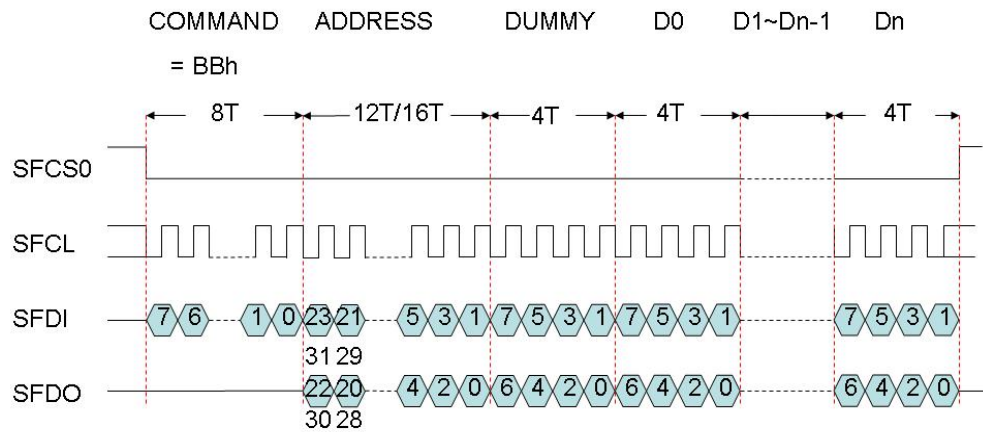 COMMAND ADDRESS DUMMY D0 D1~Dn-1 Dn
= BBh
8T 12T/16T 4T 4T 4T
SFCS0
SFCL
SFDI 7 6 1 0 23 21 5 3 1 7 5 3 1 7 5 3 1 7 5 3 1
31 29
SFDO 22 20 4 2 0 6 4 2 0 6 4 2 0 6 4 2 0
30 28